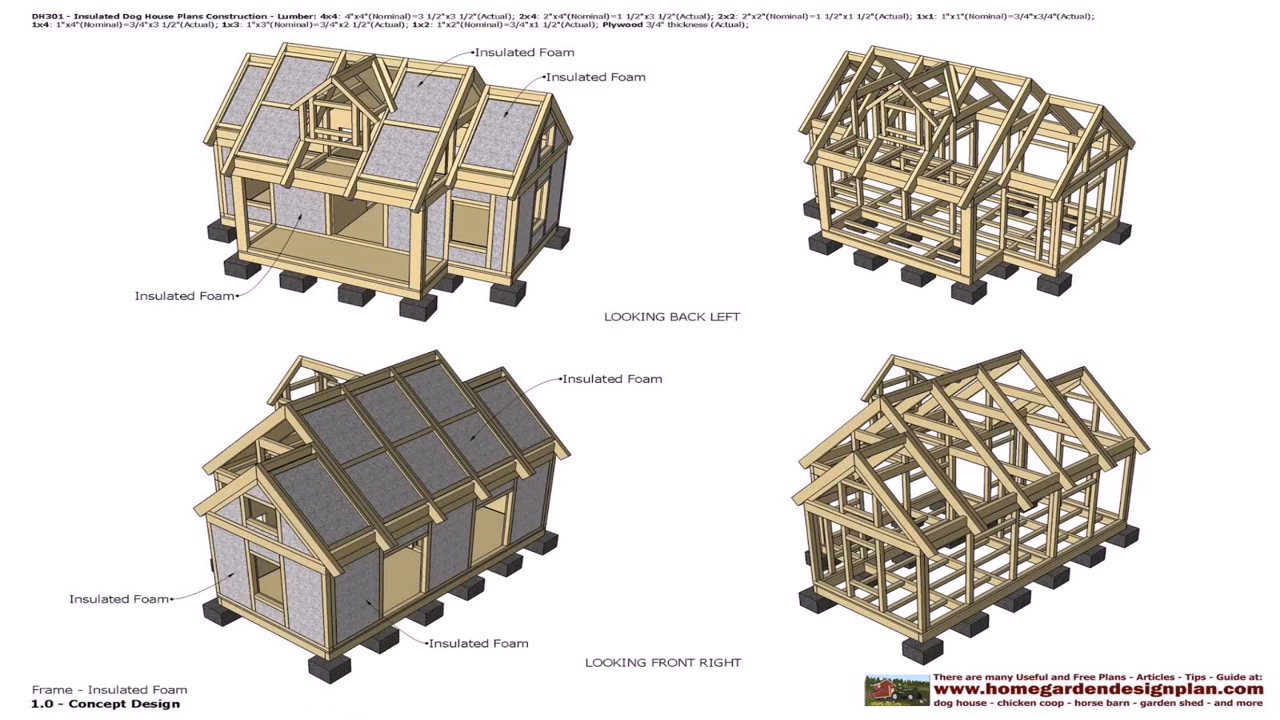 DH301 - Insulated Dog House Plans Construction - Lumber: 4x4: 4"x4"(Nominal)=3 1/2"x3 1/2"(Actual); 2x4: 2"x4"(Nominal)=1 1/2"x3 1/2"(Actual); 2x2: 2"x2"(Nominal)=1 1/2"x1 1/2"(Actual); 1x1: 1"x1"(Nominal)=3/4"x3/4"(Actual);
1x4: 1"x4"(Nominal)=3/4"x3 1/2"(Actual); 1x3: 1"x3"(Nominal)=3/4"x2 1/2"(Actual); 1x2: 1"x2"(Nominal)=3/4"x1 1/2"(Actual); Plywood 3/4" thickness (Actual);
Insulated Foam
Insulated Foam
Insulated Foam
LOOKING BACK LEFT
Insulated Foam
Insulated Foam
Insulated Foam
LOOKING FRONT RIGHT
Frame - Insulated Foam
1.0 - Concept Design
There are many Useful and Free Plans - Articles - Tips - Guide at:
www.homegardendesignplan.com
dog house - chicken coop - horse barn - garden shed - and more